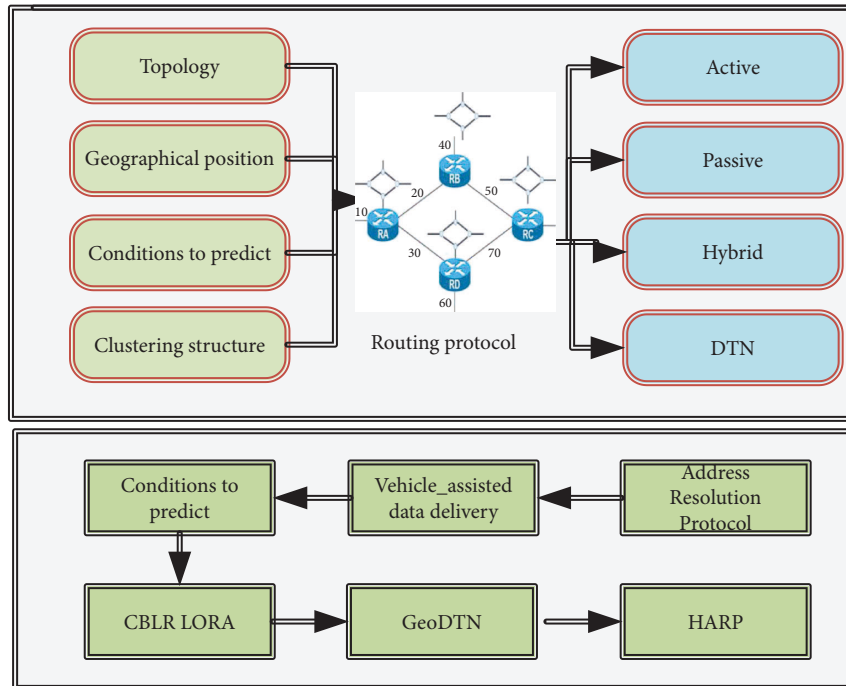 Topology
Geographical position
Conditions to predict
Clustering structure
40
RB
20
50
10
RA
RC
30
70
RD
60
Routing protocol
Active
Passive
Hybrid
DTN
Conditions to
predict
Vehicle_assisted
data delivery
Address
Resolution
Protocol
CBLR LORA
GeoDTN
HARP